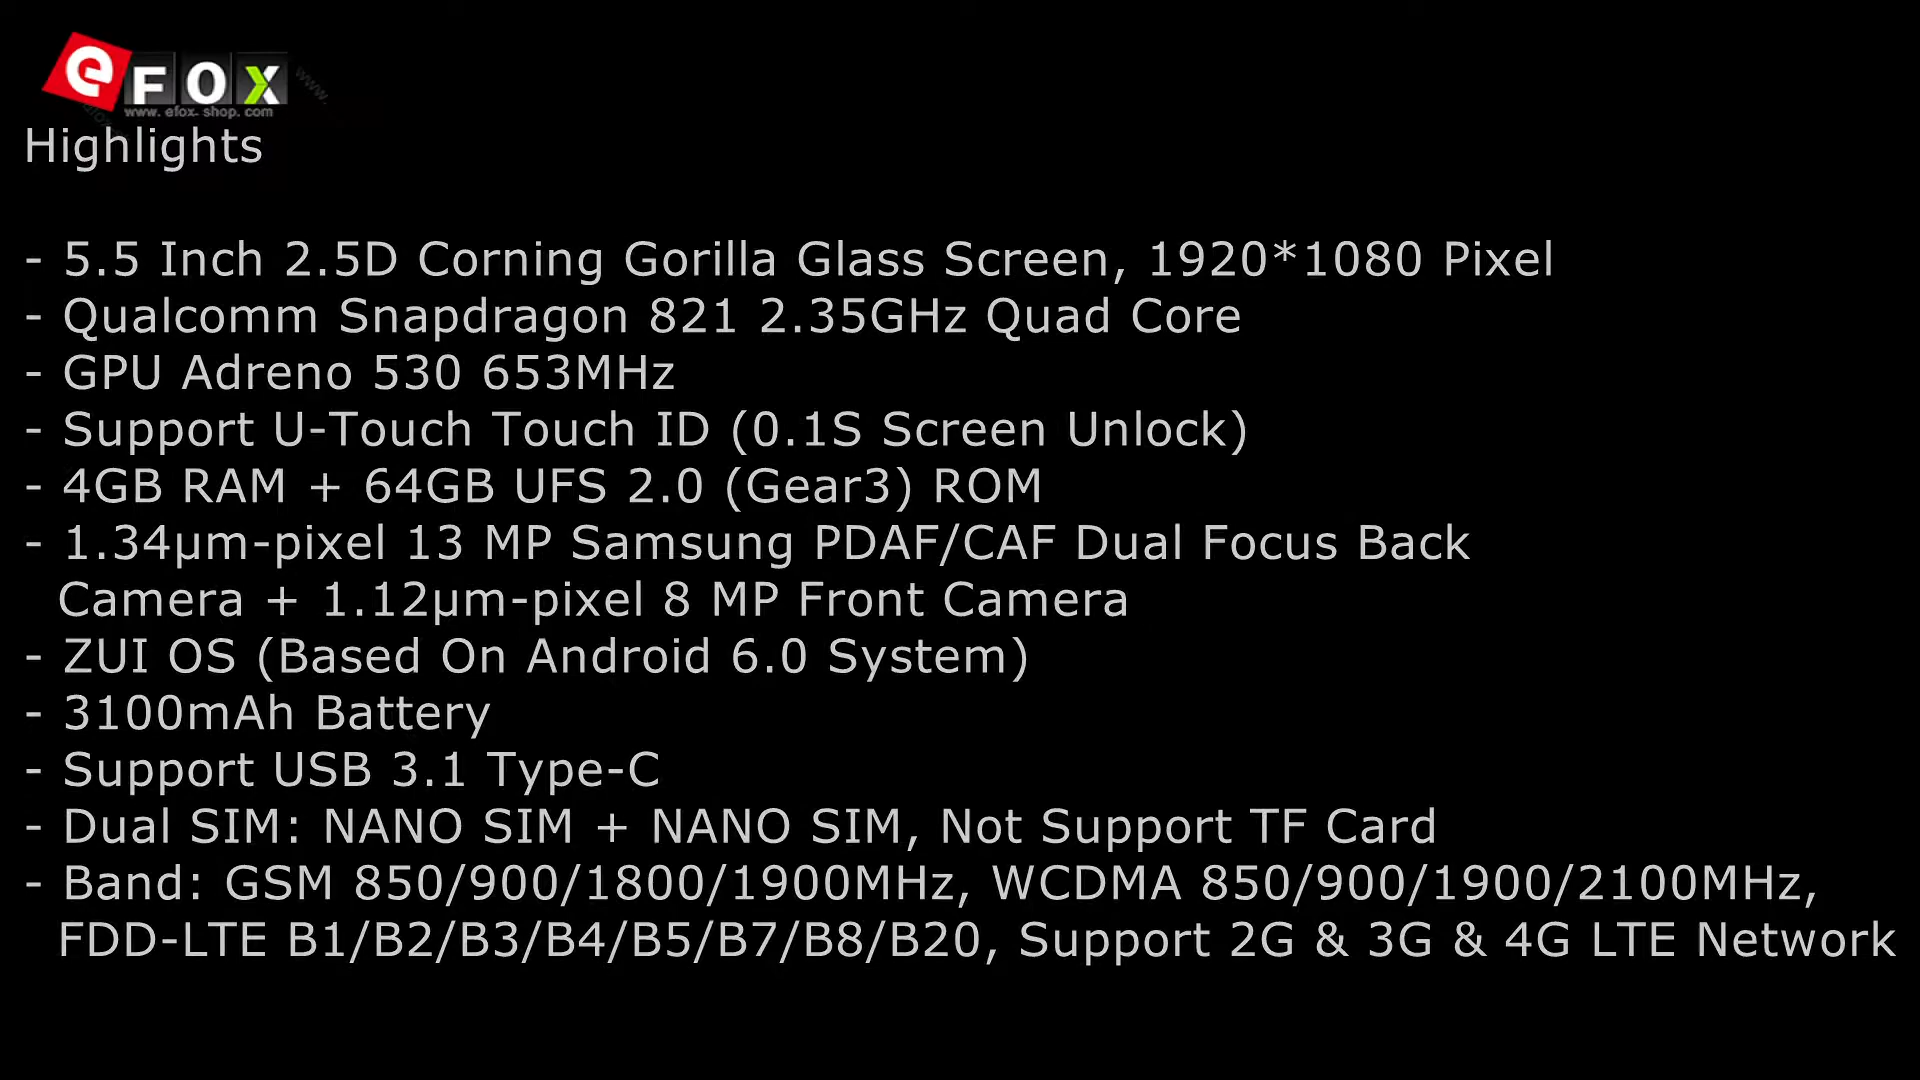 eFOX
www.efox-shop.com
www.
Highlights
- 5.5 Inch 2.5D Corning Gorilla Glass Screen, 1920*1080 Pixel
- Qualcomm Snapdragon 821 2.35GHz Quad Core
- GPU Adreno 530 653MHz
- Support U-Touch Touch ID (0.1S Screen Unlock)
- 4GB RAM + 64GB UFS 2.0 (Gear3) ROM
- 1.34µm-pixel 13 MP Samsung PDAF/CAF Dual Focus Back
Camera + 1.12µm-pixel 8 MP Front Camera
- ZUI OS (Based On Android 6.0 System)
- 3100mAh Battery
- Support USB 3.1 Type-C
- Dual SIM: NANO SIM + NANO SIM, Not Support TF Card
- Band: GSM 850/900/1800/1900MHz, WCDMA 850/900/1900/2100MHz,
FDD-LTE B1/B2/B3/B4/B5/B7/B8/B20, Support 2G & 3G & 4G LTE Network